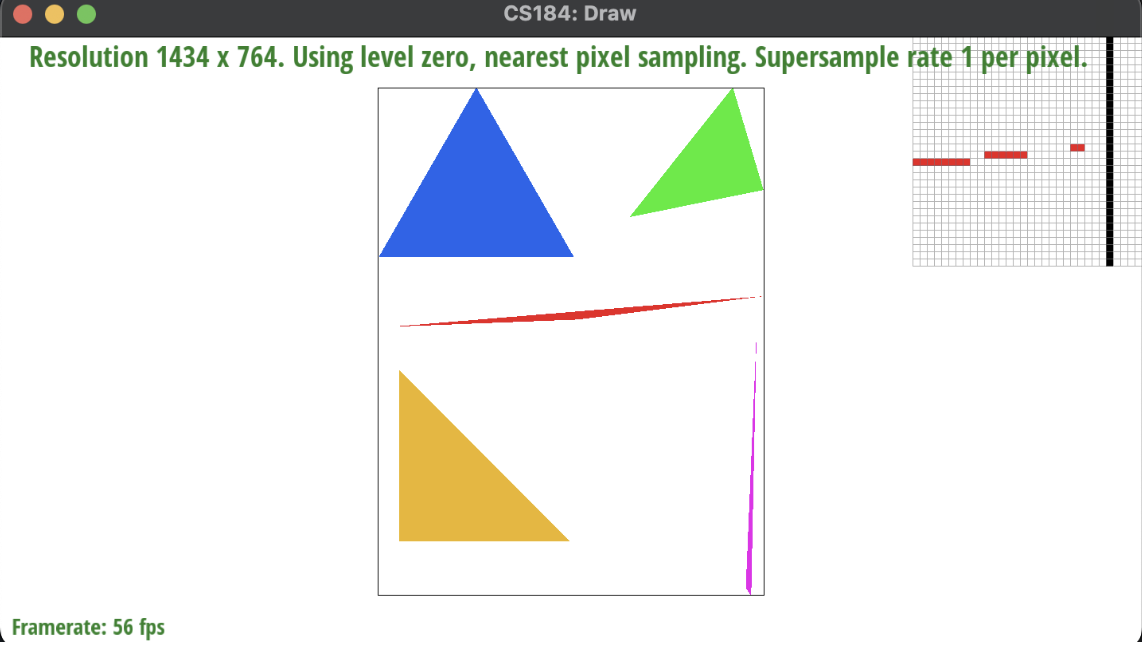 CS184: Draw
Resolution 1434 x 764. Using level zero, nearest pixel sampling. Supersample rate 1 per pixel.
Framerate: 56 fps